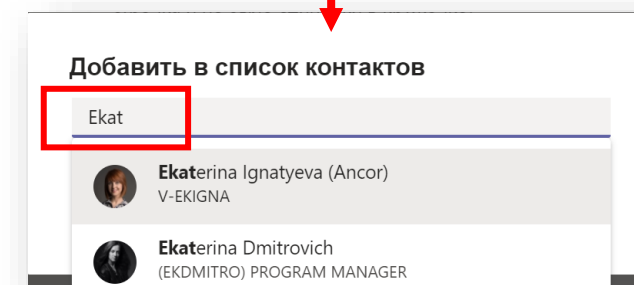 Добавить в список контактов
Ekat
Ekaterina Ignatyeva (Ancor)
V-EKIGNA
Ekaterina Dmitrovich
(EKDMITRO) PROGRAM MANAGER